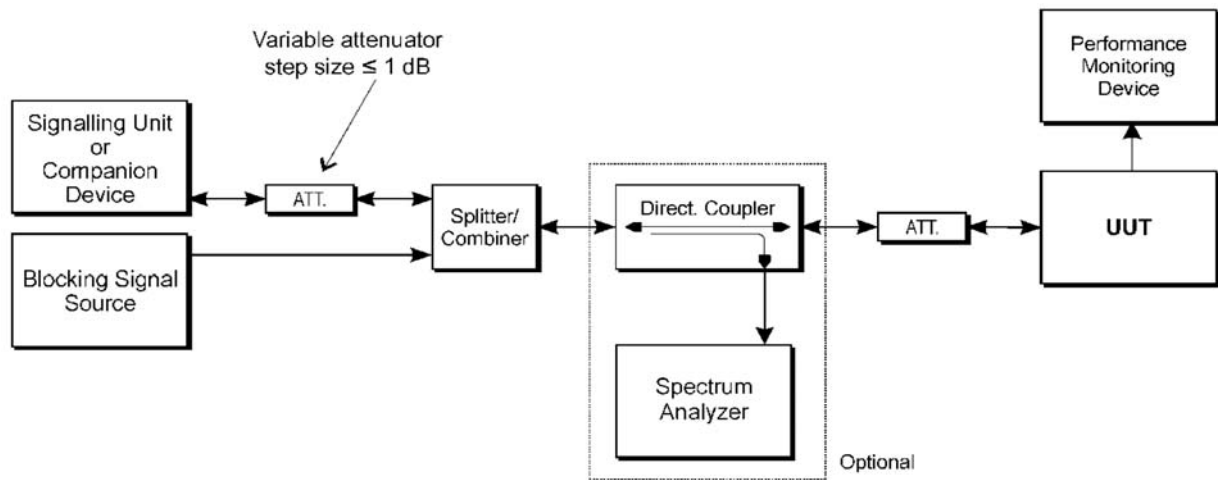 Variable attenuator
step size ≤ 1 dB
Performance
Monitoring
Device
Signalling Unit
or
Companion
Device
ATT.
Splitter/
Combiner
Direct. Coupler
ATT.
UUT
Blocking Signal
Source
Spectrum
Analyzer
Optional